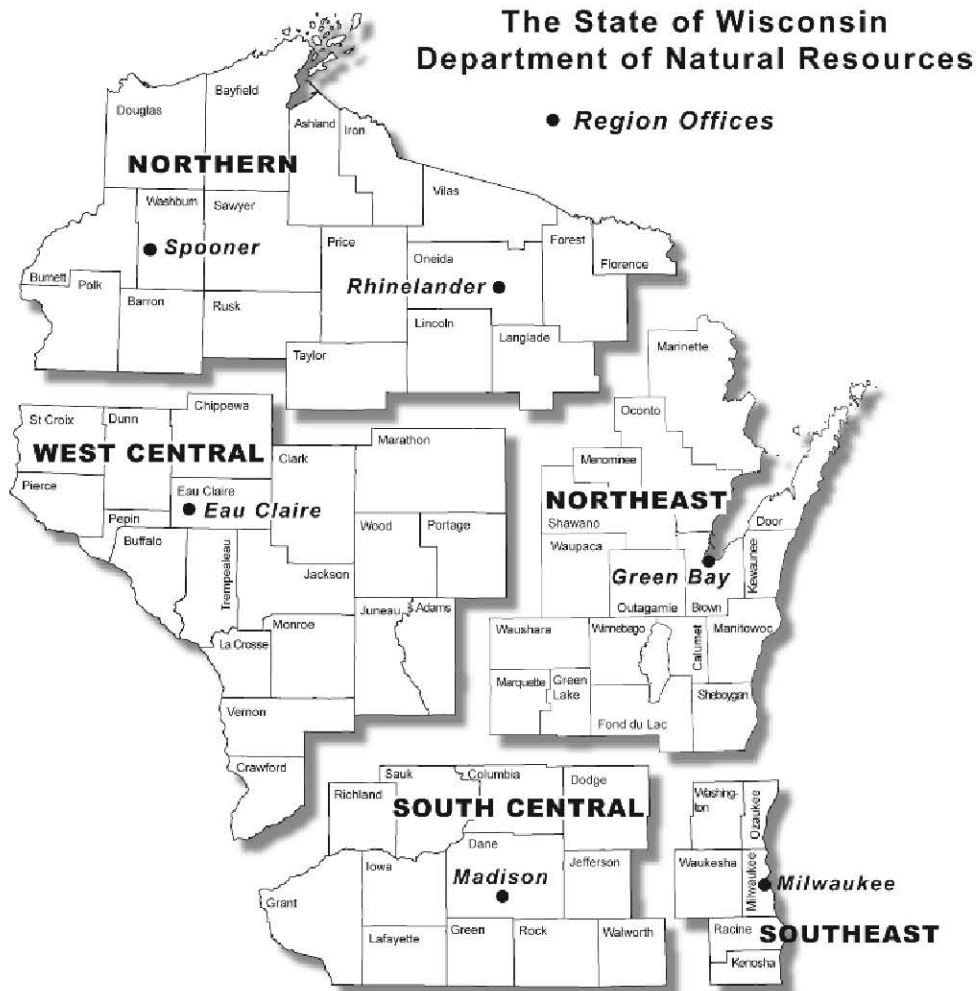 The State of Wisconsin
Department of Natural Resources
Region Offices
Douglas
Bayfield
Ashland
Iron
NORTHERN
Vilas
Washburn
Sawyer
Spooner
Price
Forest
Oneida
Florence
Burnett
Polk
Rhinelander
Barron
Rusk
Lincoln
Langlade
Taylor
Marinette
Chippewa
St Croix
Dunn
Oconto
WEST CENTRAL
Marathon
Clark
Menominee
Pierce
Eau Claire
Eau Claire
NORTHEAST
Pepin
Wood
Portage
Shawano
Door
Buffalo
Waupaca
Trempealeau
Jackson
Green Bay
Kewaunee
Juneau
Adams
Outagamie
Brown
Monroe
Waushara
Winnebago
Calumet
Manitowoc
La Crosse
Marquette
Green
Lake
Sheboygan
Vernon
Fond du Lac
Crawford
Sauk
Columbia
Dodge
Richland
SOUTH CENTRAL
Washing-
ton
Ozaukee
Dane
Iowa
Jefferson
Waukesha
Milwaukee
Madison
Milwaukee
Grant
Lafayette
Green
Rock
Walworth
Racine
SOUTHEAST
Kenosha